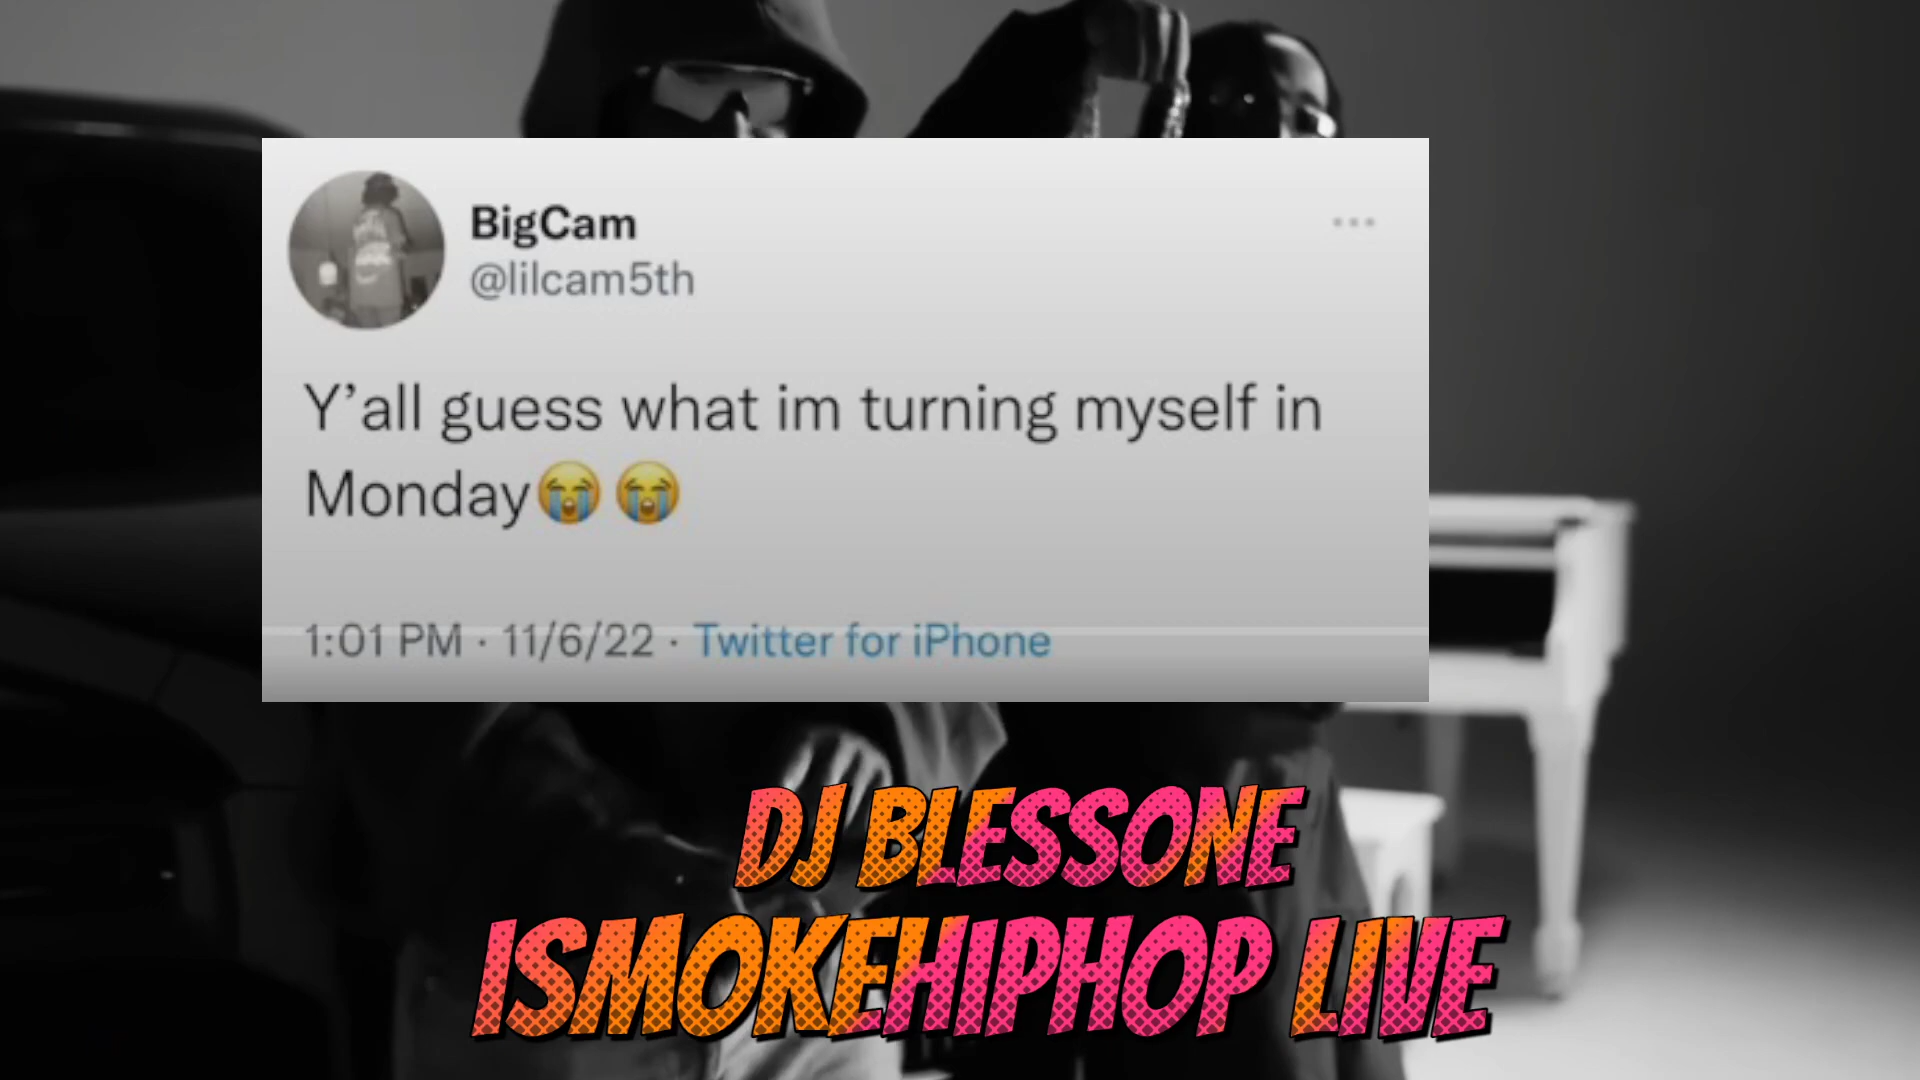 BigCam
@lilcam5th
Y'all guess what im turning myself in
Monday😭😭
1:01 PM · 11/6/22 · Twitter for iPhone
DJ BLESSONE
ISMOKEHIPHOP LIVE